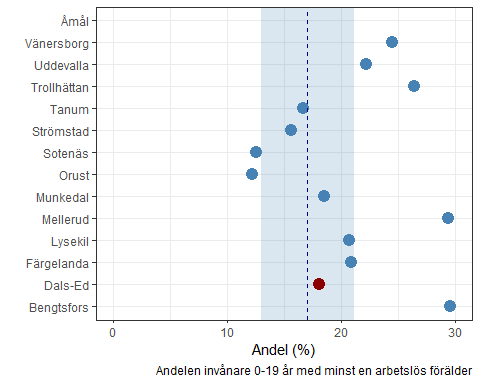 Åmål
Vänersborg
Uddevalla
Trollhättan
Tanum
Strömstad
Sotenäs
Orust
Munkedal
Mellerud
Lysekil
Färgelanda
Dals-Ed
Bengtsfors
0 10 20 30
Andel (%)
Andelen invånare 0-19 år med minst en arbetslös förälder